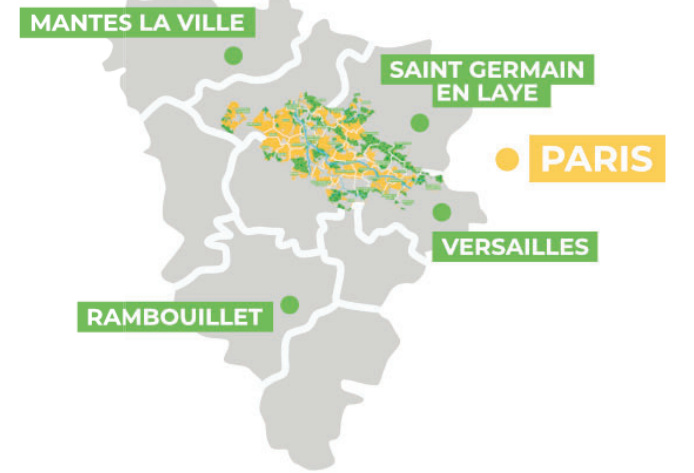 MANTES LA VILLE
SAINT GERMAIN
EN LAYE
PARIS
VERSAILLES
RAMBOUILLET